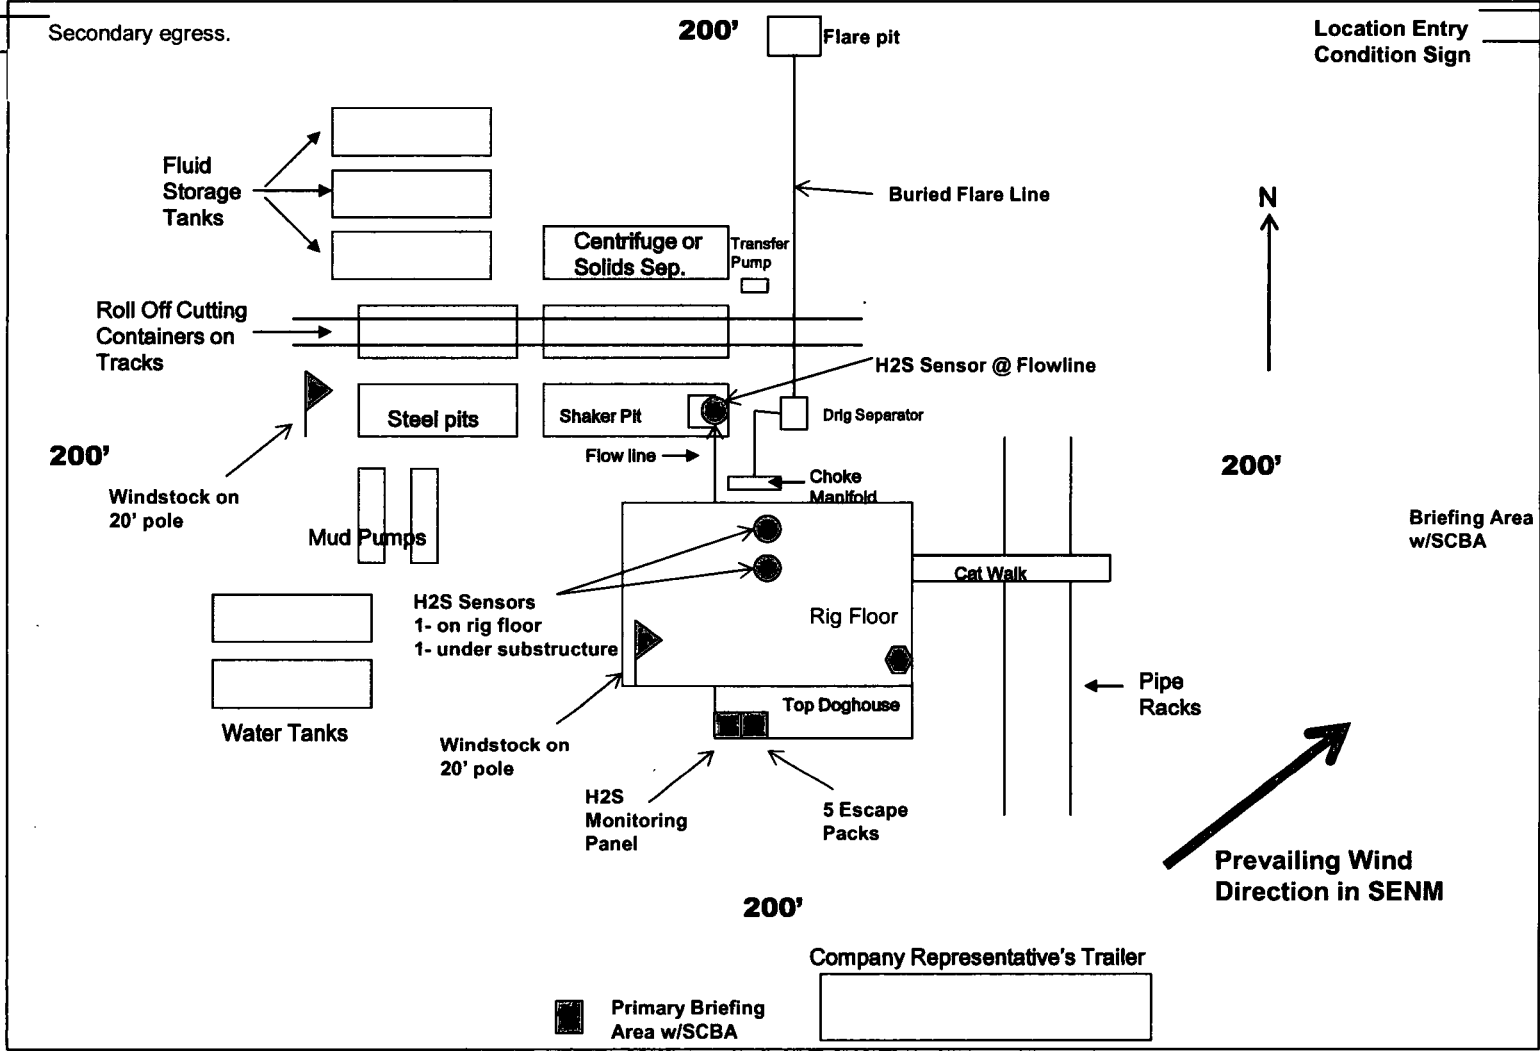 Secondary egress.
200'
Flare pit
Location Entry
Condition Sign
Fluid
Storage
Tanks
Buried Flare Line
N
Centrifuge or
Solids Sep.
Transfer
Pump
Roll Off Cutting
Containers on
Tracks
H2S Sensor @ Flowline
Steel pits
Shaker Pit
Drig Separator
200'
Flow line
200'
Choke
Manifold
Windstock on
20' pole
Mud Pumps
Briefing Area
w/SCBA
Cat Walk
H2S Sensors
1- on rig floor
1- under substructure
Rig Floor
Pipe
Racks
Top Doghouse
Water Tanks
Windstock on
20' pole
H2S
Monitoring
Panel
5 Escape
Packs
Prevailing Wind
Direction in SENM
200'
Company Representative's Trailer
Primary Briefing
Area w/SCBA